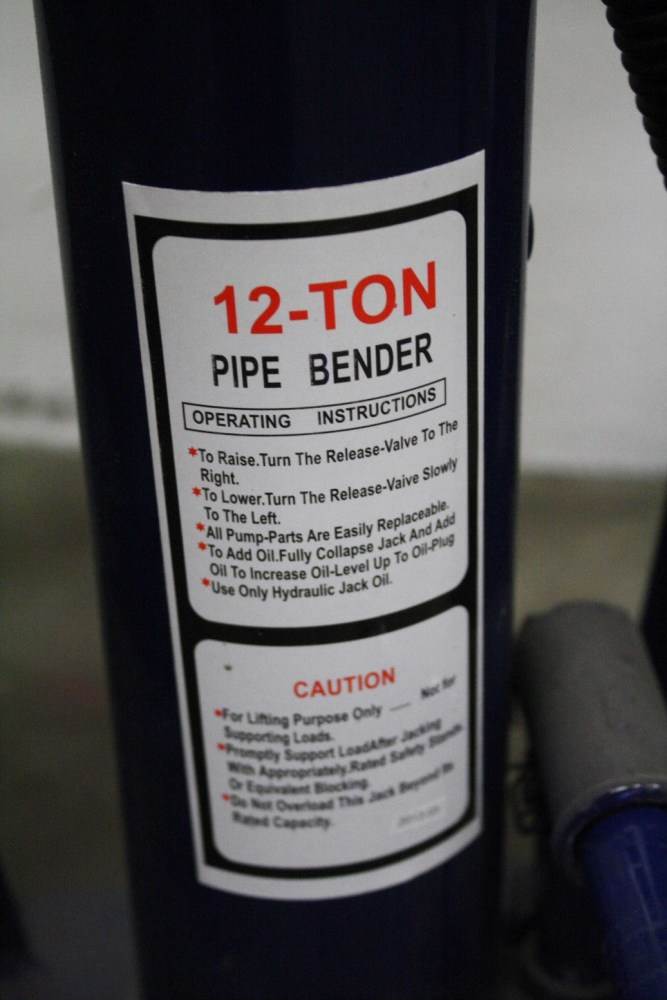 12-TON
PIPE BENDER
OPERATING INSTRUCTIONS
*To Raise.Turn The Release-Valve To The
Right.
*To Lower.Turn The Release-Vaive Slowly
To The Left.
*All Pump-Parts Are Easily Replaceable.
*To Add Oil.Fully Collapse Jack And Add
Oil To Increase Oil-Level Up To Oil-Plug
*Use Only Hydraulic Jack Oil.
CAUTION
*For Lifting Purpose Only __ Not for
Supporting Loads.
*Promptly Support LoadAfter Jacking
With Appropriately.Rated Safety Stands
Or Equivalent Blocking.
*Do Not Overload This Jack Beyond Its
Rated Capacity.